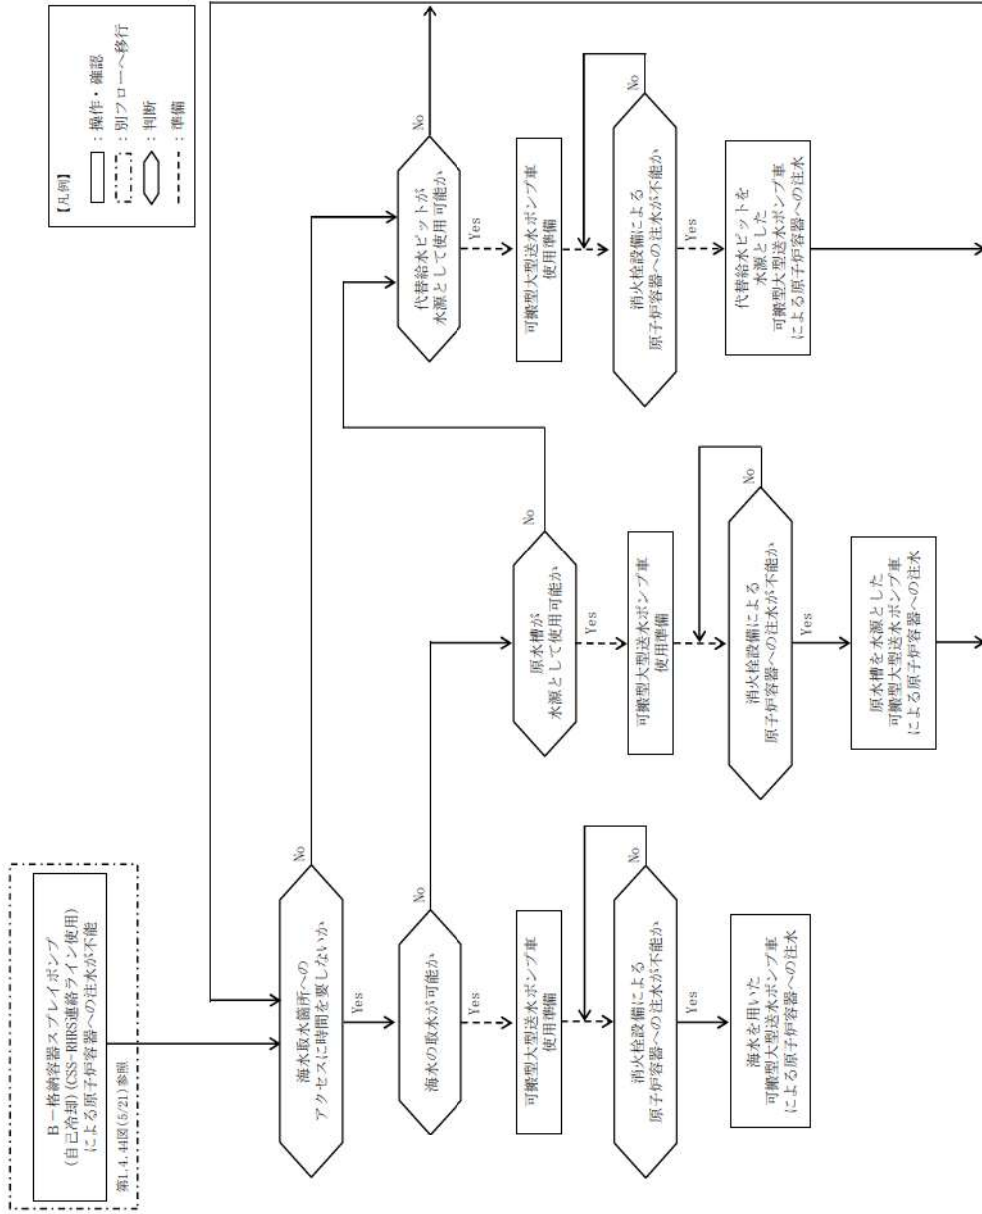 【凡例】
：操作・確認
：別フローへ移行
：判断
：準備
B－格納容器スプレイポンプ
(自己冷却)(CSS-RHRS連絡ライン使用)
による原子炉容器への注水が不能
第1.4.44図(5/21)参照
海水取水箇所への
アクセスに時間を要しないか
No
Yes
海水の取水が可能か
No
Yes
可搬型大型送水ポンプ車
使用準備
消火栓設備による
原子炉容器への注水が不能か
No
Yes
海水を用いた
可搬型大型送水ポンプ車
による原子炉容器への注水
原水槽が
水源として使用可能か
No
Yes
可搬型大型送水ポンプ車
使用準備
消火栓設備による
原子炉容器への注水が不能か
No
Yes
原水槽を水源とした
可搬型大型送水ポンプ車
による原子炉容器への注水
代替給水ピットが
水源として使用可能か
No
Yes
可搬型大型送水ポンプ車
使用準備
消火栓設備による
原子炉容器への注水が不能か
No
Yes
代替給水ピットを
水源とした
可搬型大型送水ポンプ車
による原子炉容器への注水